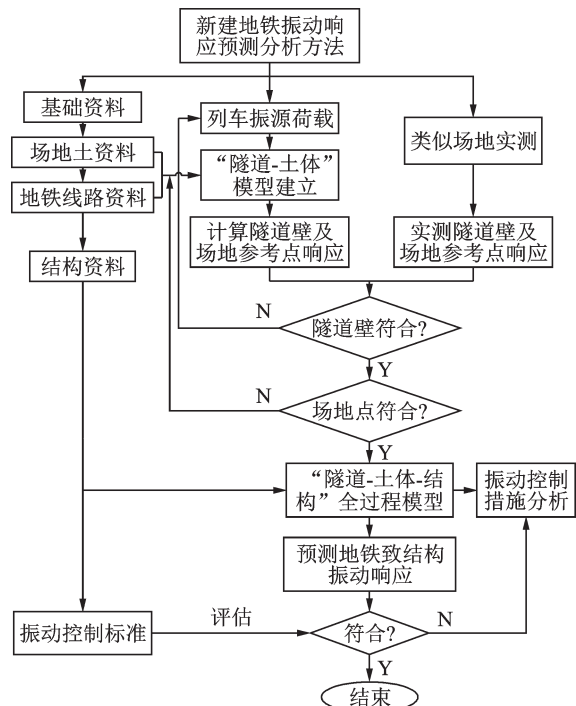 新建地铁振动响
应预测分析方法
基础资料
列车振源荷载
类似场地实测
场地土资料
“隧道-土体”
模型建立
地铁线路资料
计算隧道壁及
场地参考点响应
实测隧道壁及
场地参考点响应
结构资料
N
隧道壁符合?
Y
N
场地点符合?
Y
“隧道-土体-结
构”全过程模型
振动控制
措施分析
预测地铁致结构
振动响应
振动控制标准
评估
符合?
N
Y
结束